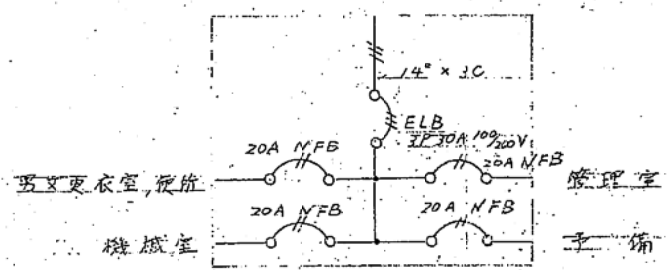 14° × 3C
ELB
3P 30A 100/200V
20A NFB
20A NFB
男女更衣室,便所
管理室
20A NFB
20A NFB
機械室
予備